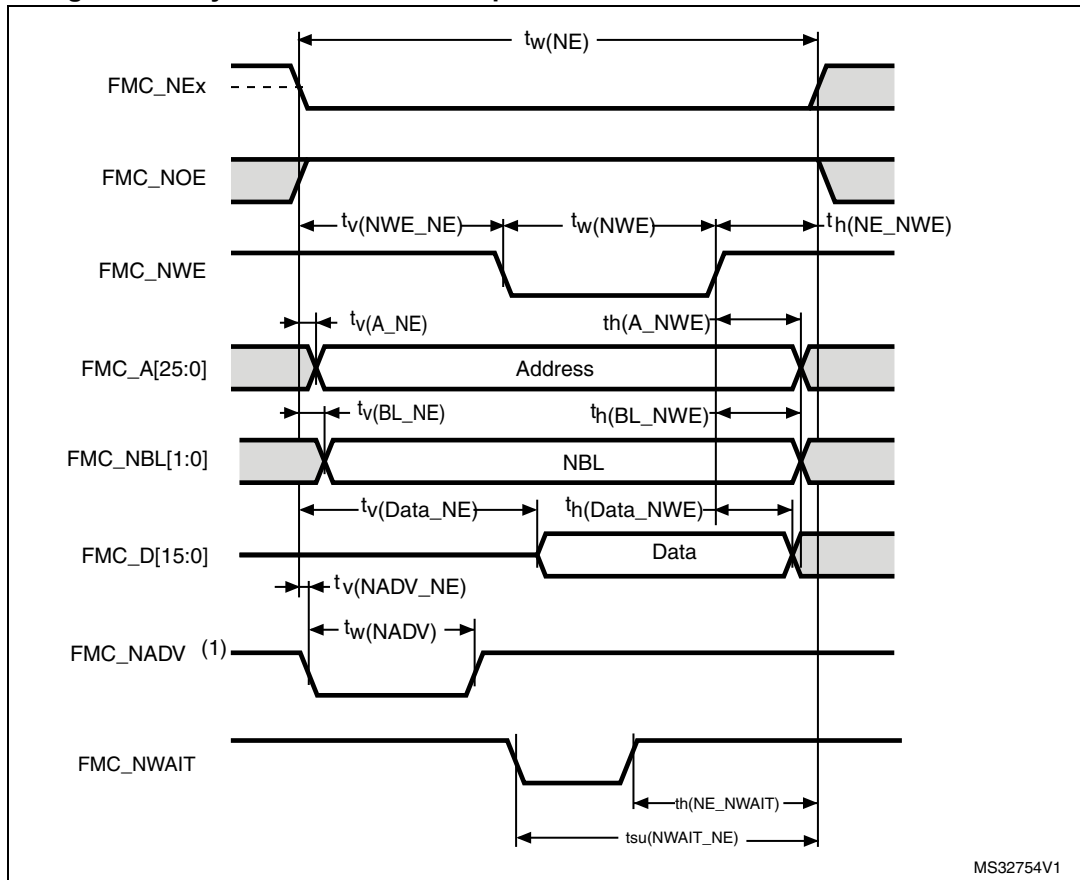 tw(NE)
FMC_NEx
FMC_NOE
tv(NWE_NE)
tw(NWE)
th(NE_NWE)
FMC_NWE
tv(A_NE)
th(A_NWE)
FMC_A[25:0]
Address
tv(BL_NE)
th(BL_NWE)
FMC_NBL[1:0]
NBL
tv(Data_NE)
th(Data_NWE)
FMC_D[15:0]
Data
tv(NADV_NE)
tw(NADV)
FMC_NADV (1)
FMC_NWAIT
th(NE_NWAIT)
tsu(NWAIT_NE)
MS32754V1